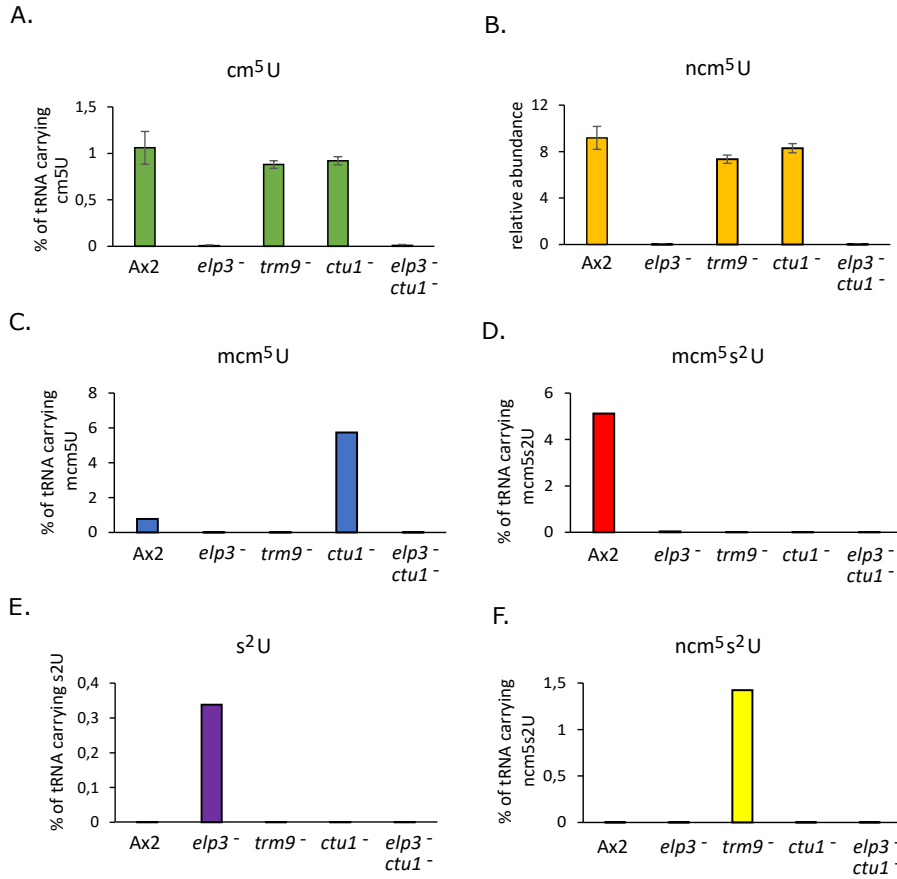 A.
cm⁵U
% of tRNA carrying
cm5U
1,5
1
0,5
0
Ax2 elp3⁻ trm9⁻ ctu1⁻ elp3⁻
ctu1⁻
B.
ncm⁵U
relative abundance
12
8
4
0
Ax2 elp3⁻ trm9⁻ ctu1⁻ elp3⁻
ctu1⁻
C.
mcm⁵U
% of tRNA carrying
mcm5U
8
6
4
2
0
Ax2 elp3⁻ trm9⁻ ctu1⁻ elp3⁻
ctu1⁻
D.
mcm⁵s²U
% of tRNA carrying
mcm5s2U
6
4
2
0
Ax2 elp3⁻ trm9⁻ ctu1⁻ elp3⁻
ctu1⁻
E.
s²U
% of tRNA carrying s2U
0,4
0,3
0,2
0,1
0
Ax2 elp3⁻ trm9⁻ ctu1⁻ elp3⁻
ctu1⁻
F.
ncm⁵s²U
% of tRNA carrying
ncm5s2U
1,5
1
0,5
0
Ax2 elp3⁻ trm9⁻ ctu1⁻ elp3⁻
ctu1⁻